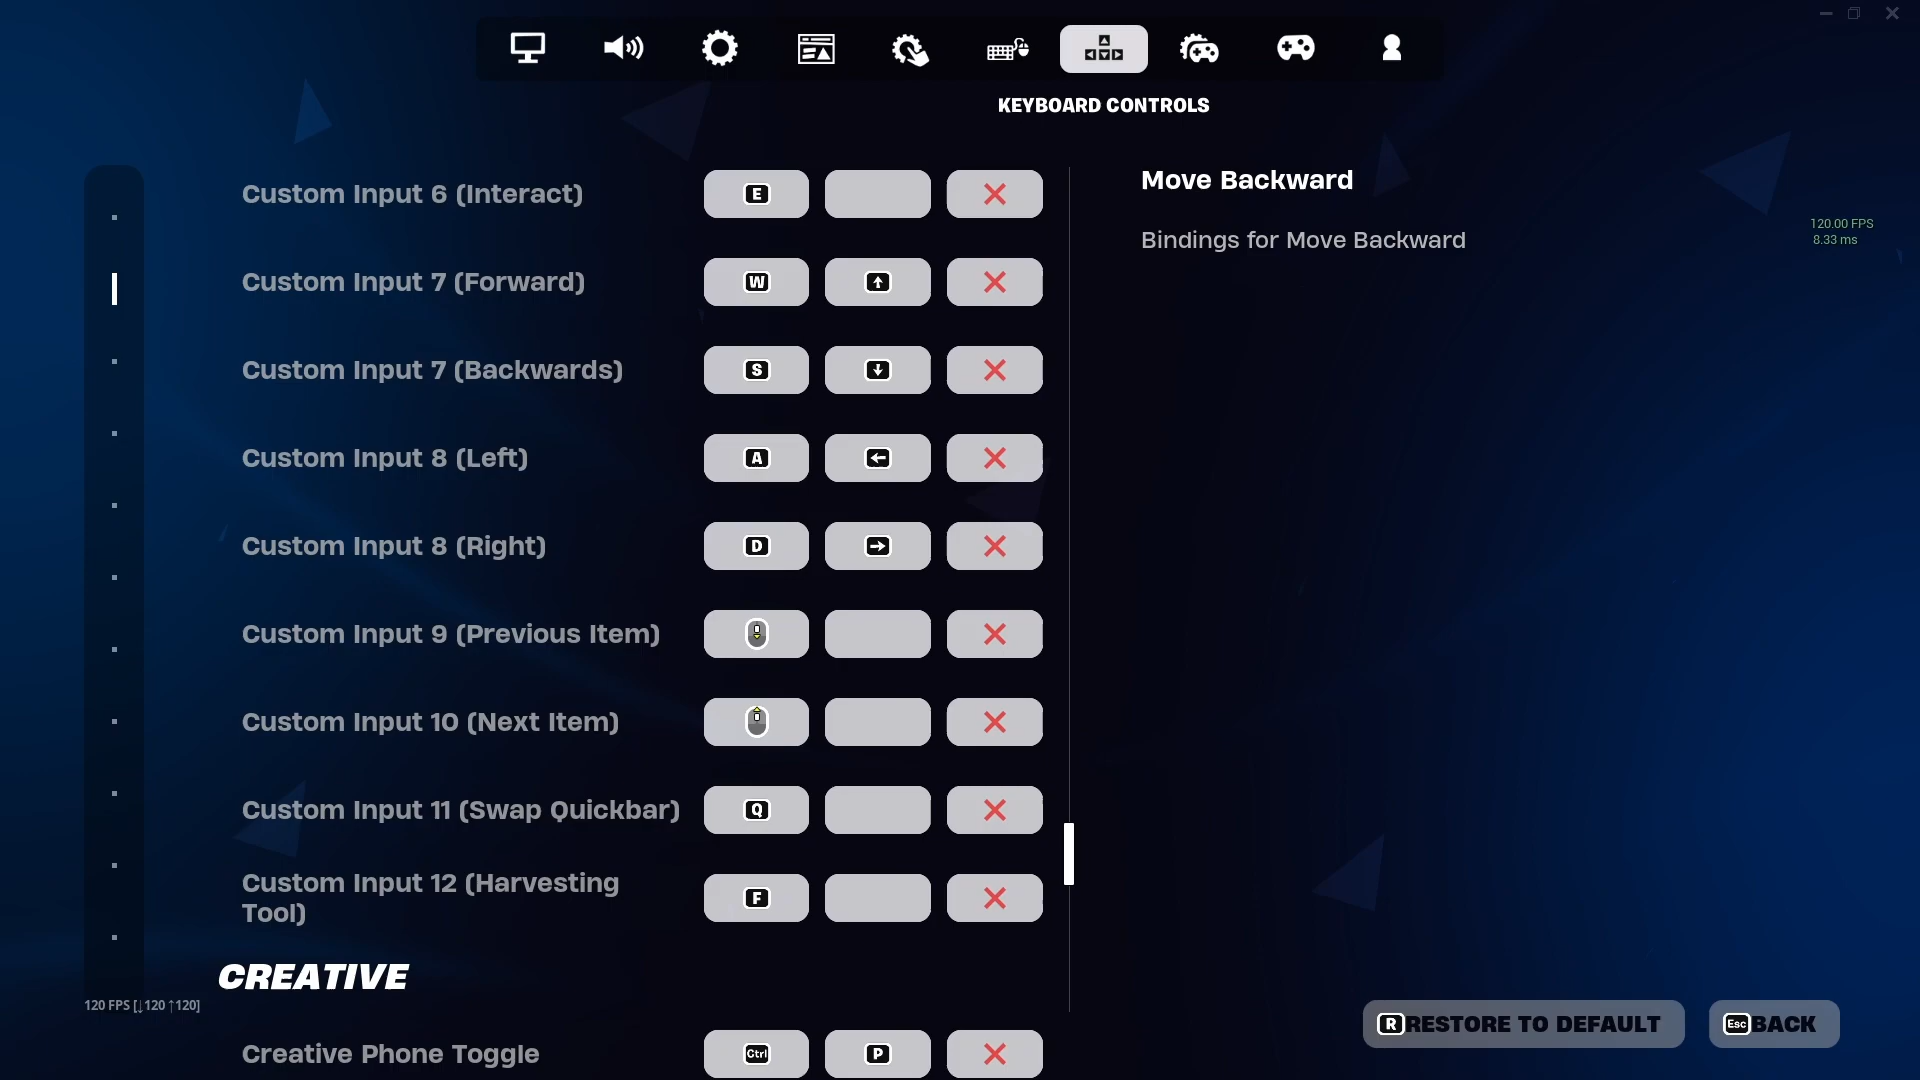 KEYBOARD CONTROLS
Custom Input 6 (Interact) E
Custom Input 7 (Forward) W ↑
Custom Input 7 (Backwards) S ↓
Custom Input 8 (Left) A ←
Custom Input 8 (Right) D →
Custom Input 9 (Previous Item)
Custom Input 10 (Next Item)
Custom Input 11 (Swap Quickbar) Q
Custom Input 12 (Harvesting
Tool) F
CREATIVE
Creative Phone Toggle Ctrl P
Move Backward
Bindings for Move Backward
120.00 FPS
8.33 ms
120 FPS [↓120 ↑120]
R RESTORE TO DEFAULT
Esc BACK